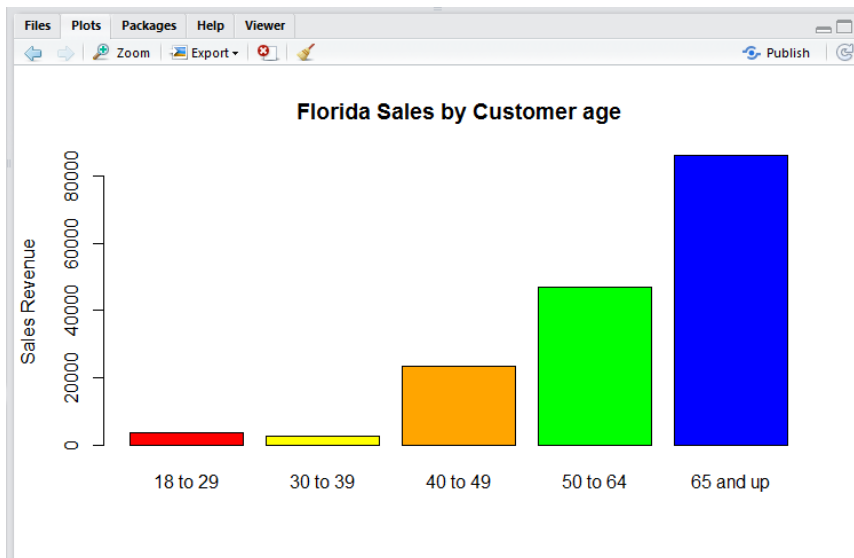 Files Plots Packages Help Viewer
Zoom Export Publish
Florida Sales by Customer age
Sales Revenue
80000
60000
40000
20000
0
18 to 29 30 to 39 40 to 49 50 to 64 65 and up